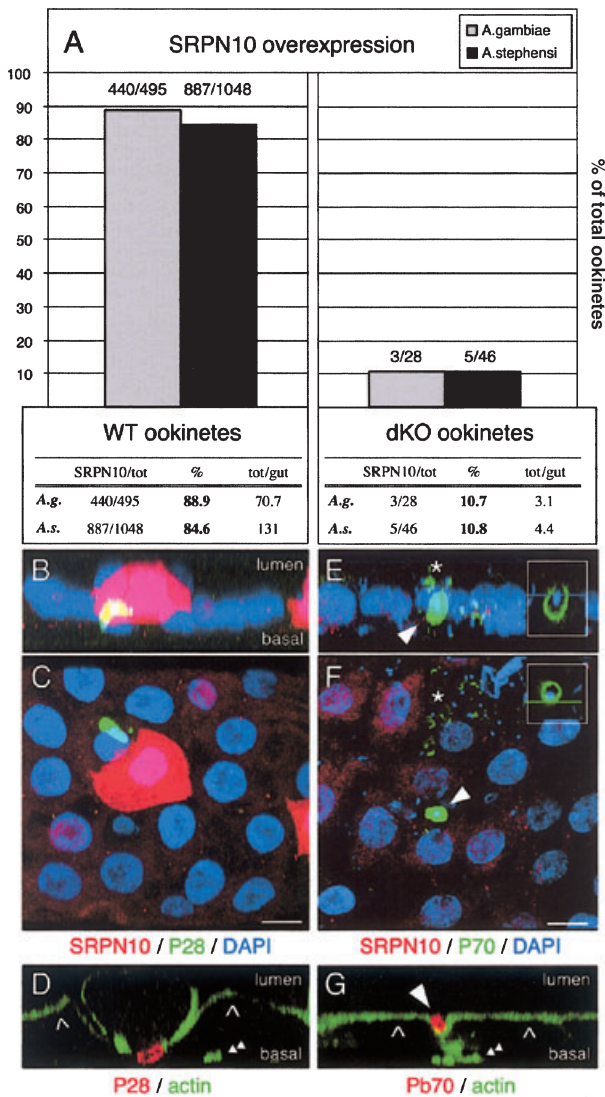 A
SRPN10 overexpression
A.gambiae
A.stephensi
100
90
80
70
60
50
40
30
20
10
440/495 887/1048
3/28 5/46
% of total ookinetes
WT ookinetes
SRPN10/tot % tot/gut
A.g. 440/495 88.9 70.7
A.s. 887/1048 84.6 131
dKO ookinetes
SRPN10/tot % tot/gut
A.g. 3/28 10.7 3.1
A.s. 5/46 10.8 4.4
B
lumen
basal
E
*
C
F
*
SRPN10 / P28 / DAPI
SRPN10 / P70 / DAPI
D
lumen
basal
G
lumen
basal
P28 / actin
Pb70 / actin